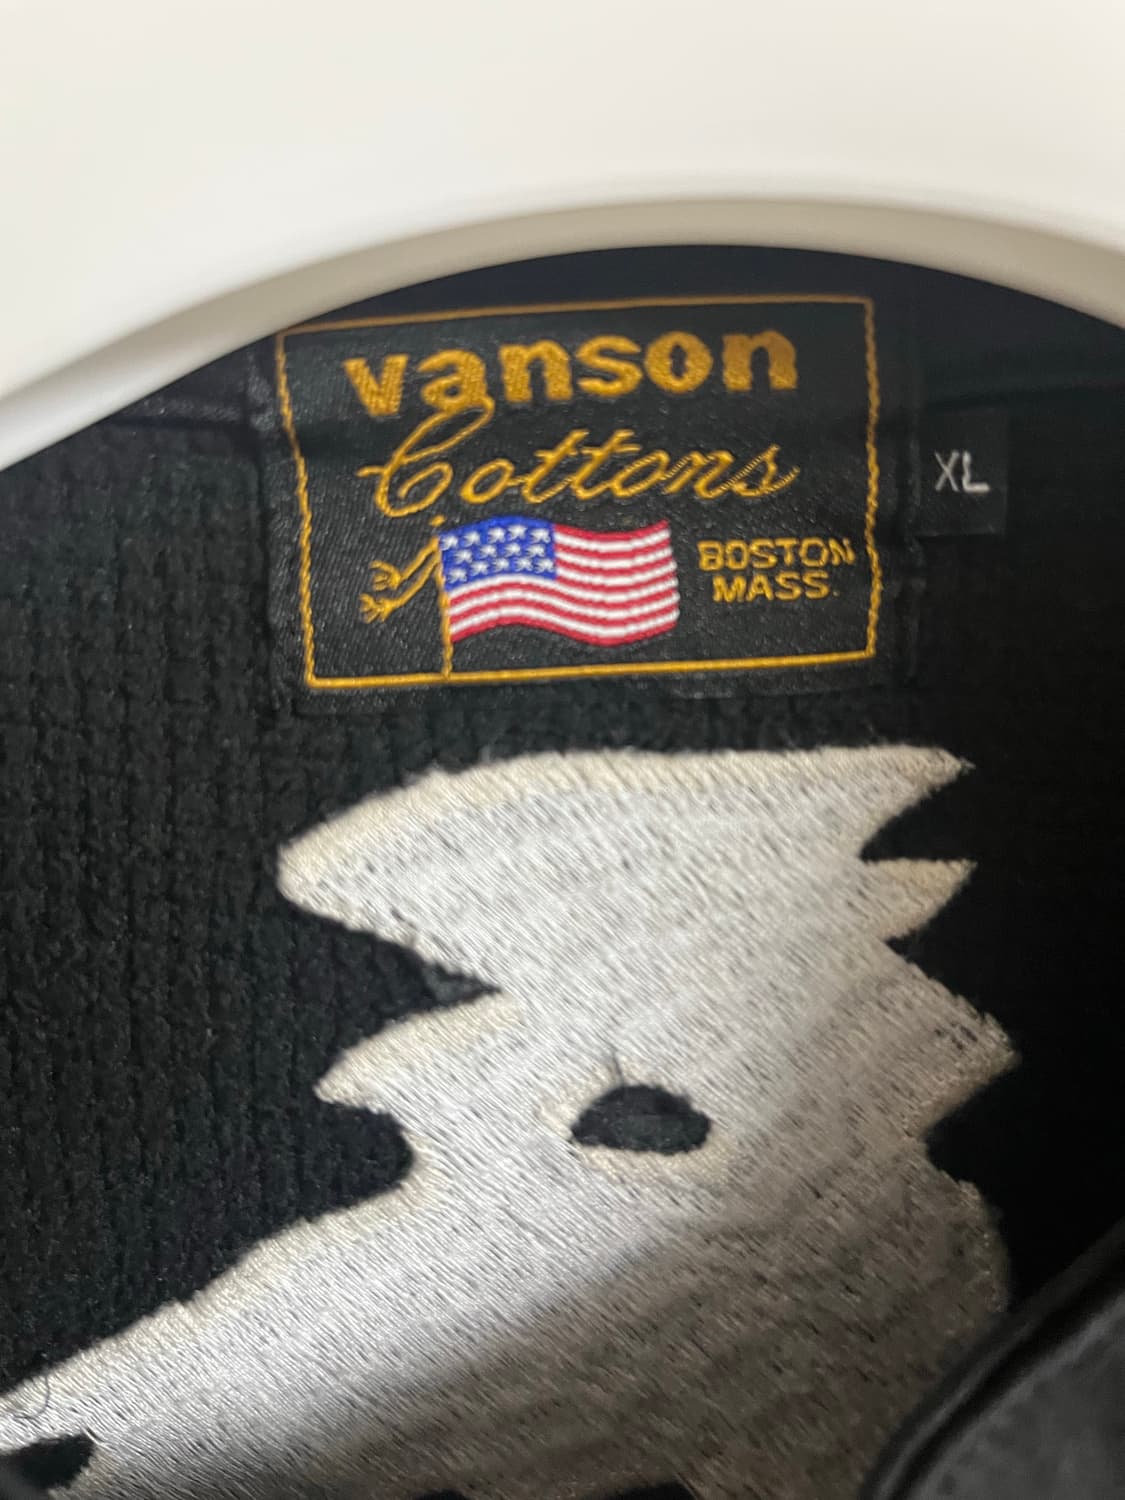 vanson
Cottons
BOSTON
MASS.
XL